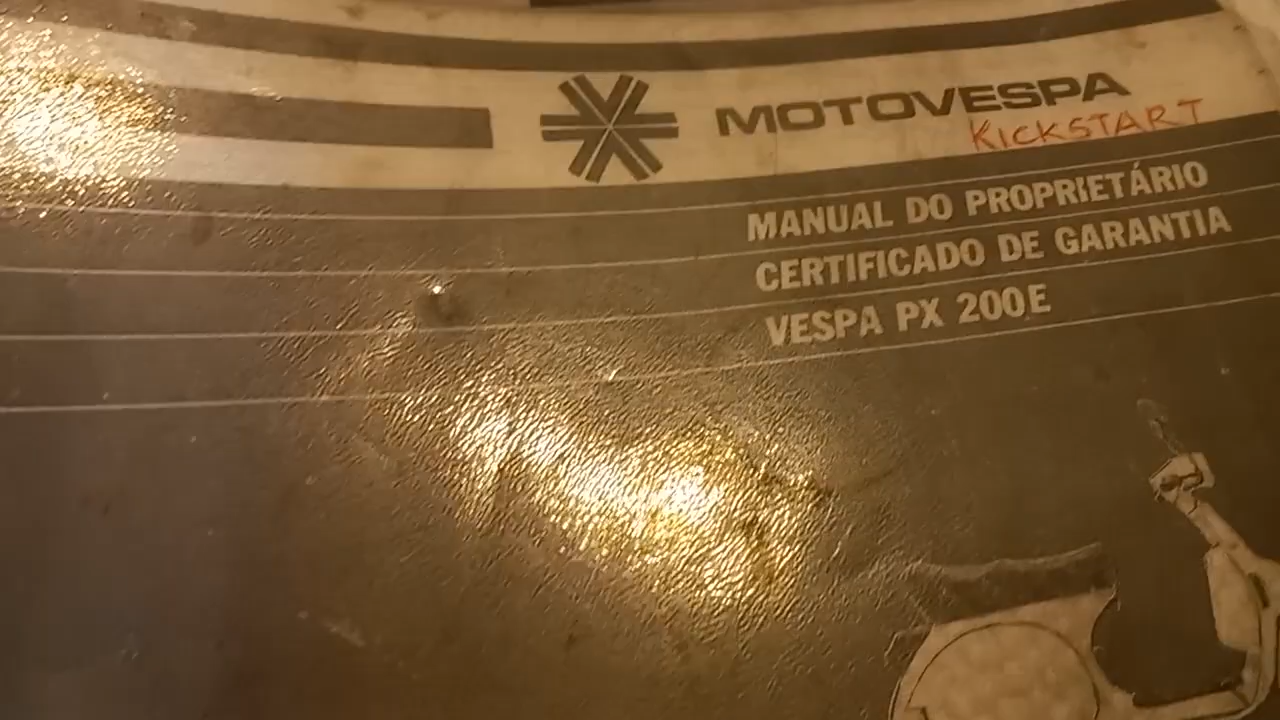 MOTOVESPA
KICKSTART
MANUAL DO PROPRIETÁRIO
CERTIFICADO DE GARANTIA
VESPA PX 200E